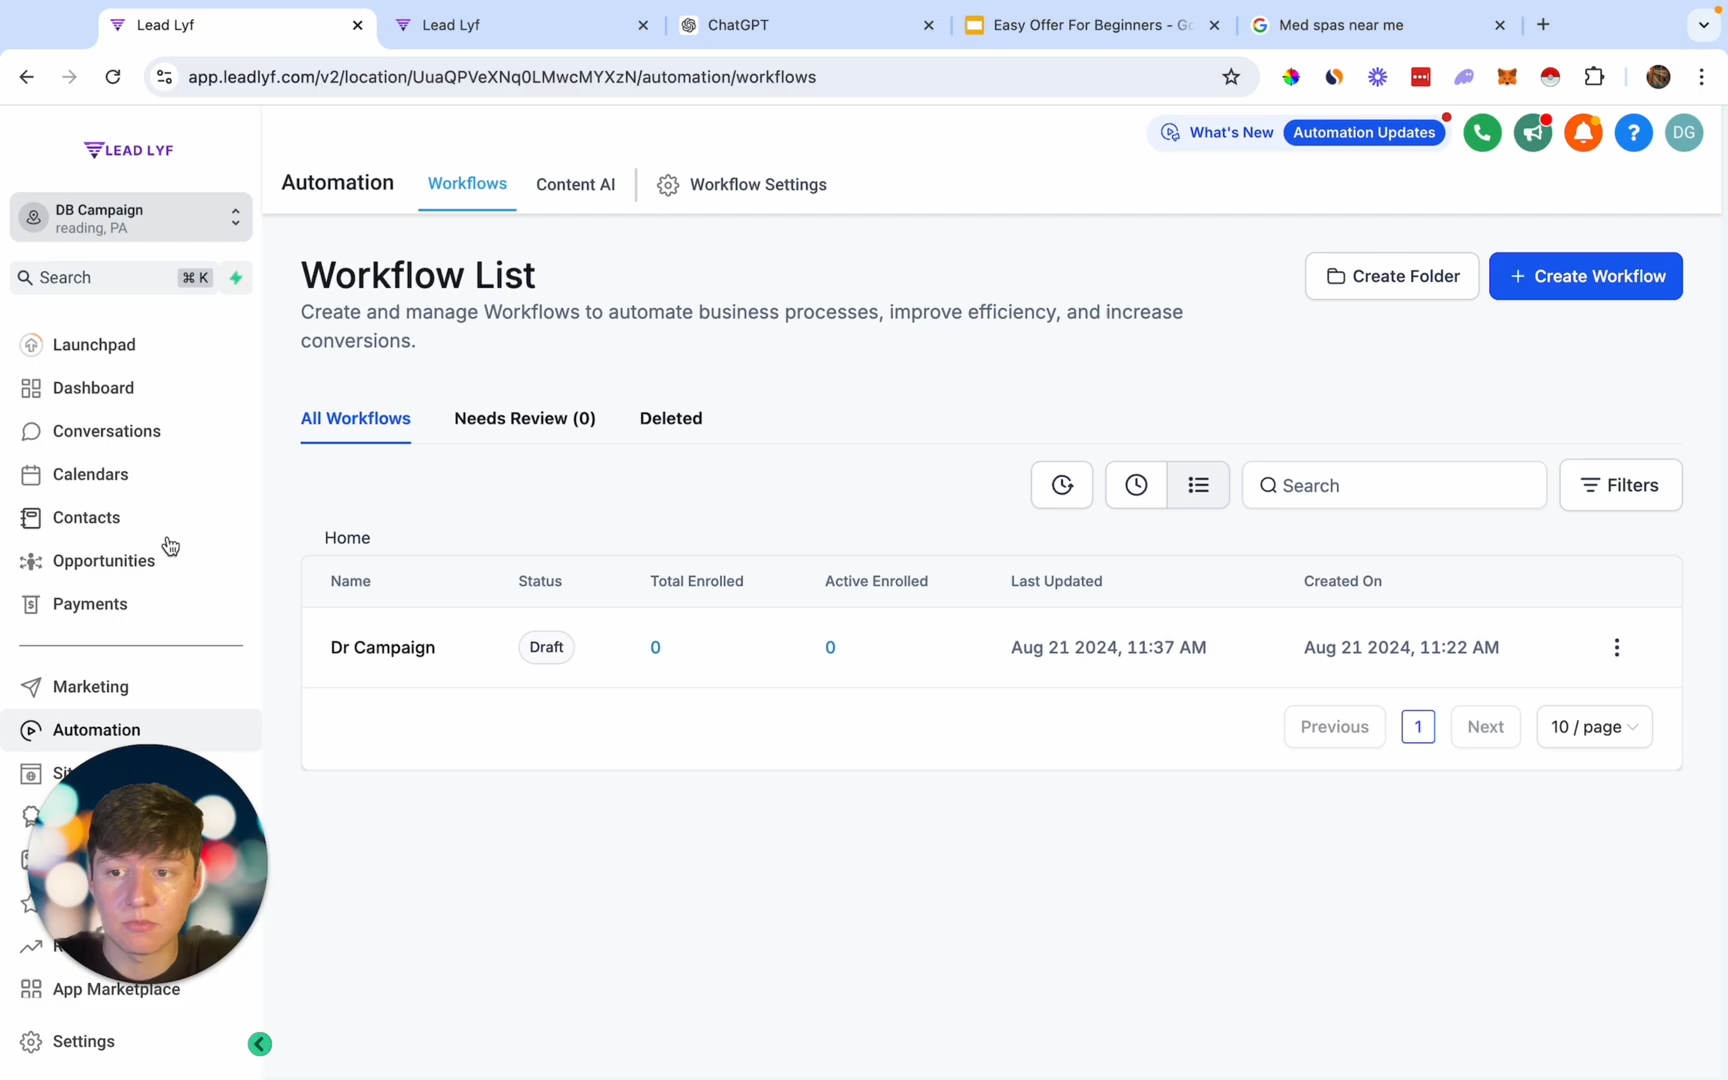 Lead Lyf
Lead Lyf
ChatGPT
Easy Offer For Beginners - Go
Med spas near me
app.leadlyf.com/v2/location/UuaQPVeXNq0LMwcMYXzN/automation/workflows
LEAD LYF
DB Campaign
reading, PA
Search
⌘ K
Launchpad
Dashboard
Conversations
Calendars
Contacts
Opportunities
Payments
Marketing
Automation
App Marketplace
Settings
What's New
Automation Updates
DG
Automation
Workflows
Content AI
Workflow Settings
Workflow List
Create and manage Workflows to automate business processes, improve efficiency, and increase
conversions.
Create Folder
+ Create Workflow
All Workflows
Needs Review (0)
Deleted
Search
Filters
Home
Name Status Total Enrolled Active Enrolled Last Updated Created On
Dr Campaign Draft 0 0 Aug 21 2024, 11:37 AM Aug 21 2024, 11:22 AM
Previous 1 Next 10 / page